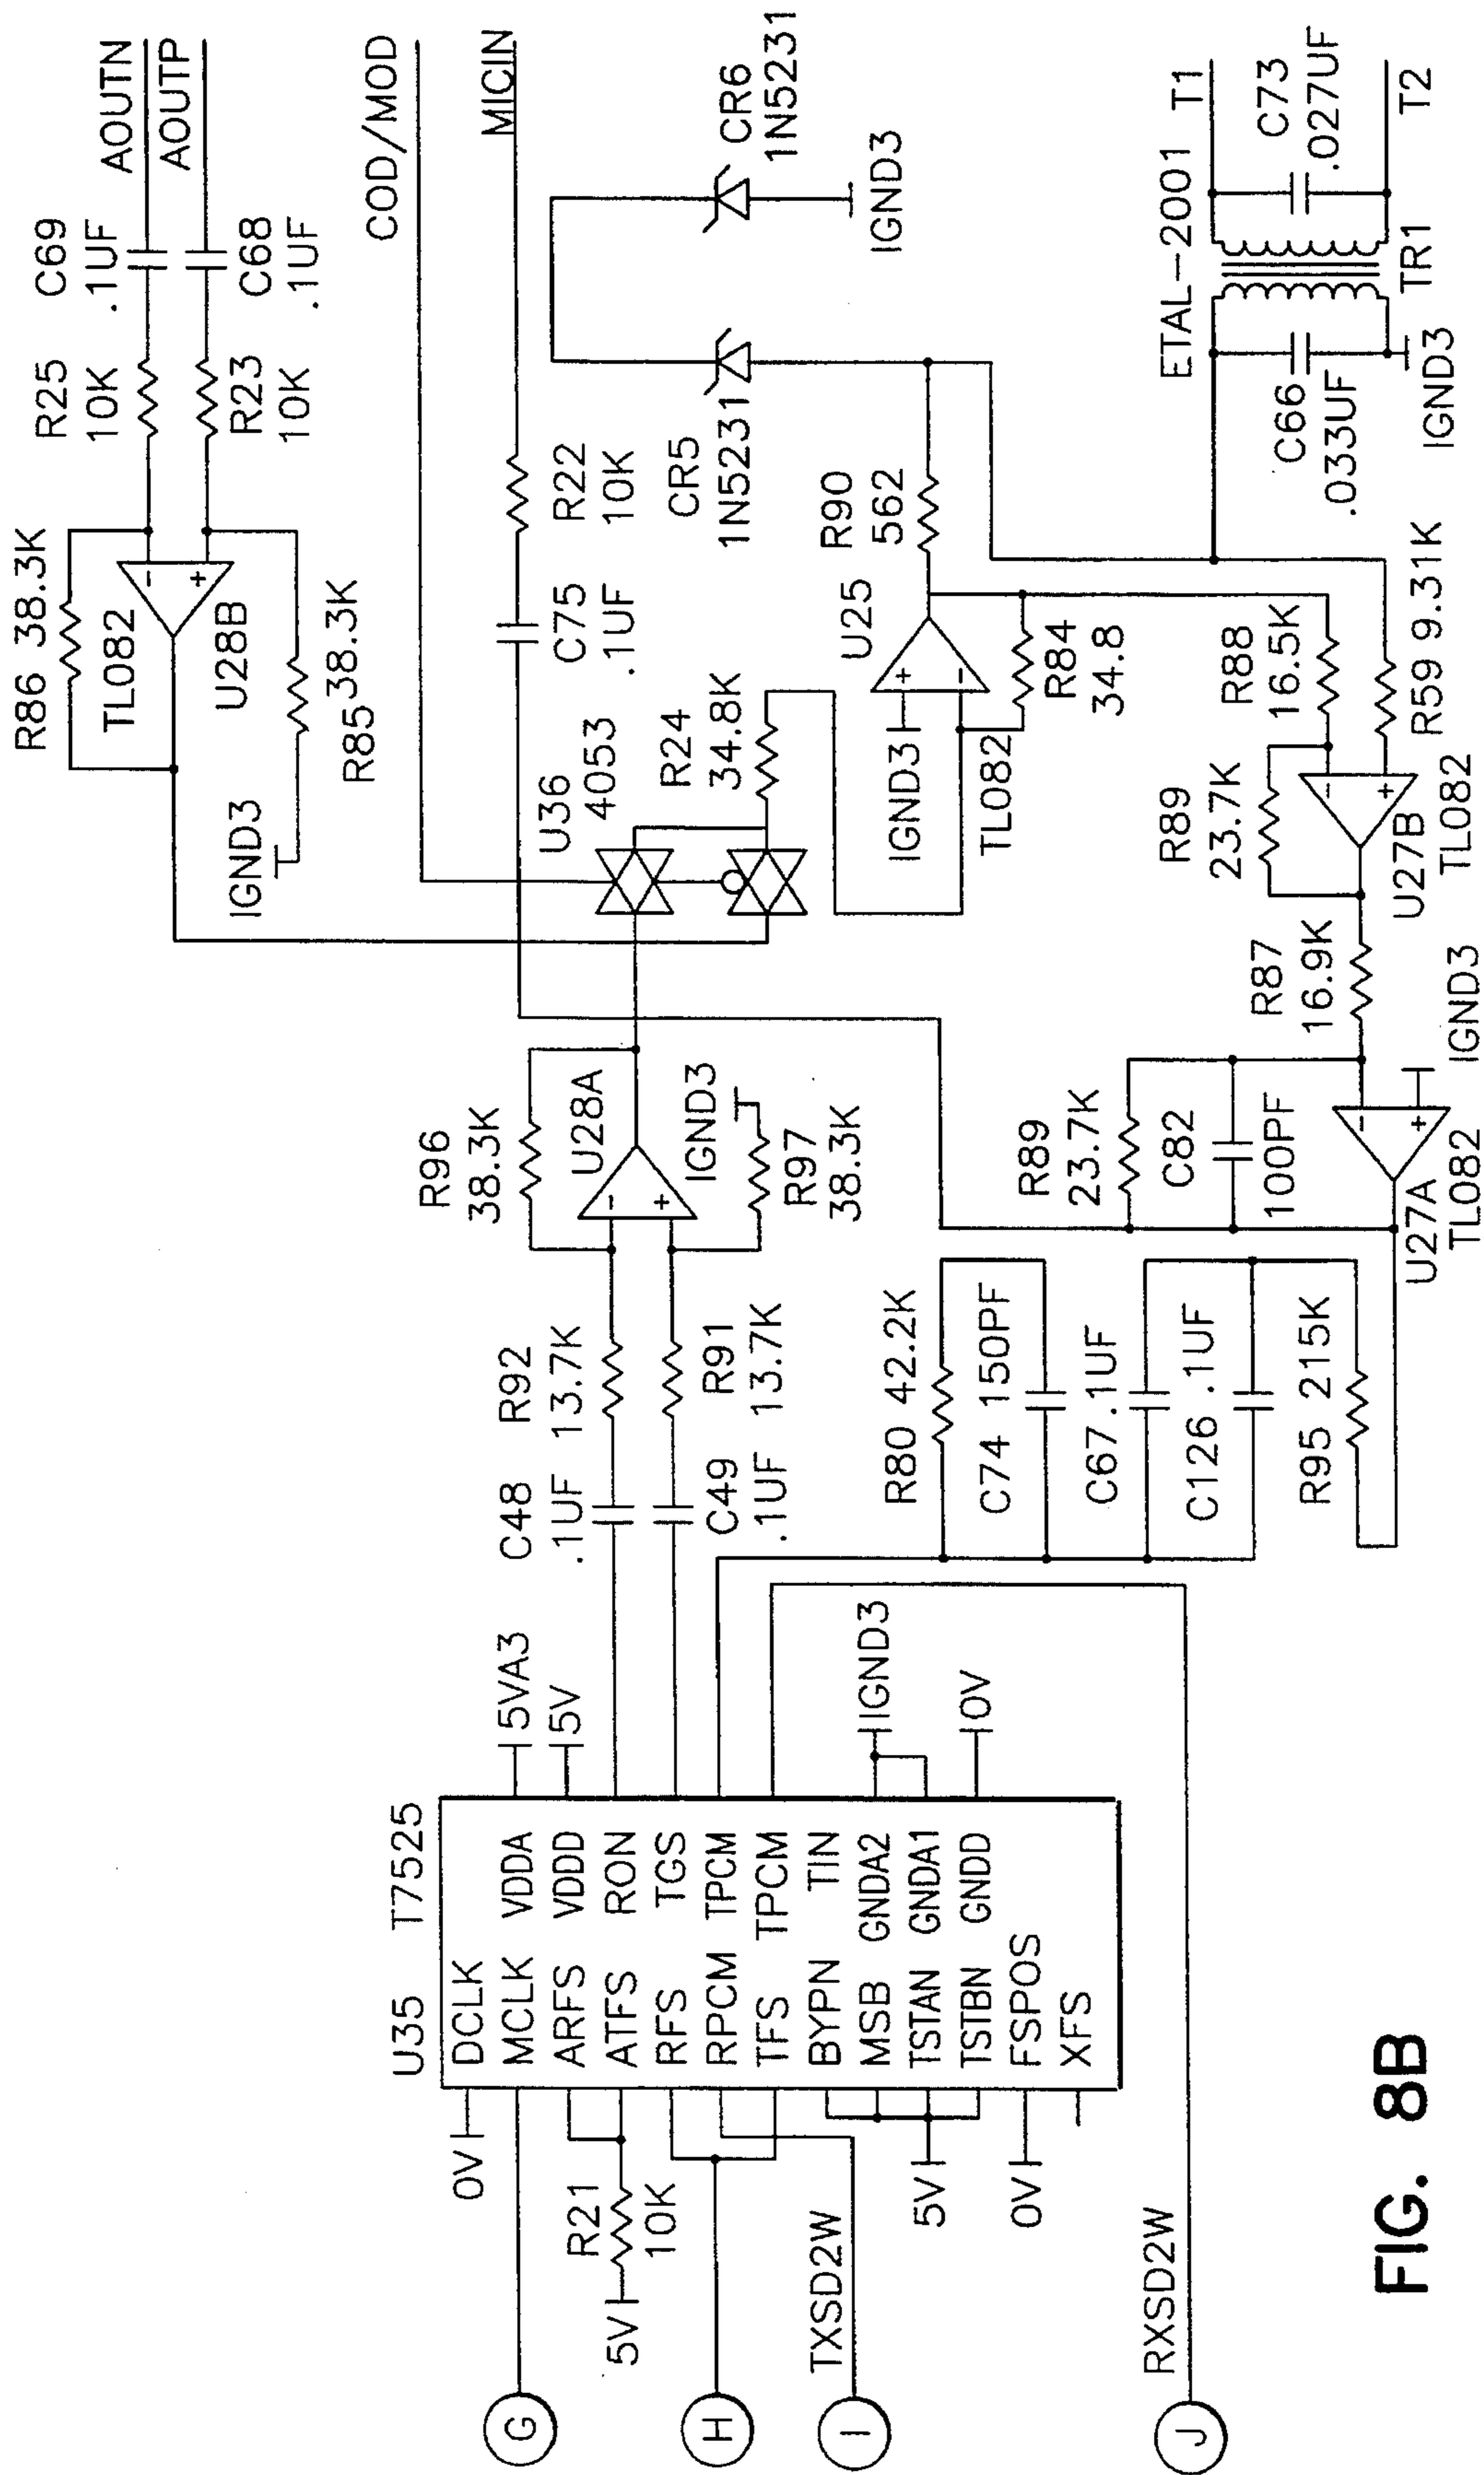 AOUTN
AOUTP
C69
.1UF
C68
.1UF
R25
10K
R23
10K
R86 38.3K
TL082
U28B
R85 38.3K
IGND3
COD/MOD
MICIN
R22
10K
C75
.1UF
CR6
1N5231
IGND3
CR5
1N5231
U36
4053
R24
34.8K
R90
562
U25
IGND3
TL082
R84
34.8
ETAL-2001
T1
C73
.027UF
T2
TR1
C66
.033UF
IGND3
R59 9.31K
R88
16.5K
R89
23.7K
U27B
TL082
R87
16.9K
IGND3
R89
23.7K
C82
100PF
U27A
TL082
R96
38.3K
U28A
IGND3
R97
38.3K
C48
.1UF
R92
13.7K
C49
.1UF
R91
13.7K
R80 42.2K
C74 150PF
C67 .1UF
C126 .1UF
R95 215K
U35 T7525
DCLK
MCLK VDDA
ARFS VDDD
ATFS RON
RFS TGS
RPCM TPCM
TFS TPCM
BYPN TIN
MSB GNDA2
TSTAN GNDA1
TSTBN GNDD
FSPOS
XFS
5VA3
5V
IGND3
0V
0V
R21
10K
5V
5V
0V
TXSD2W
RXSD2W
G
H
I
J
FIG. 8B